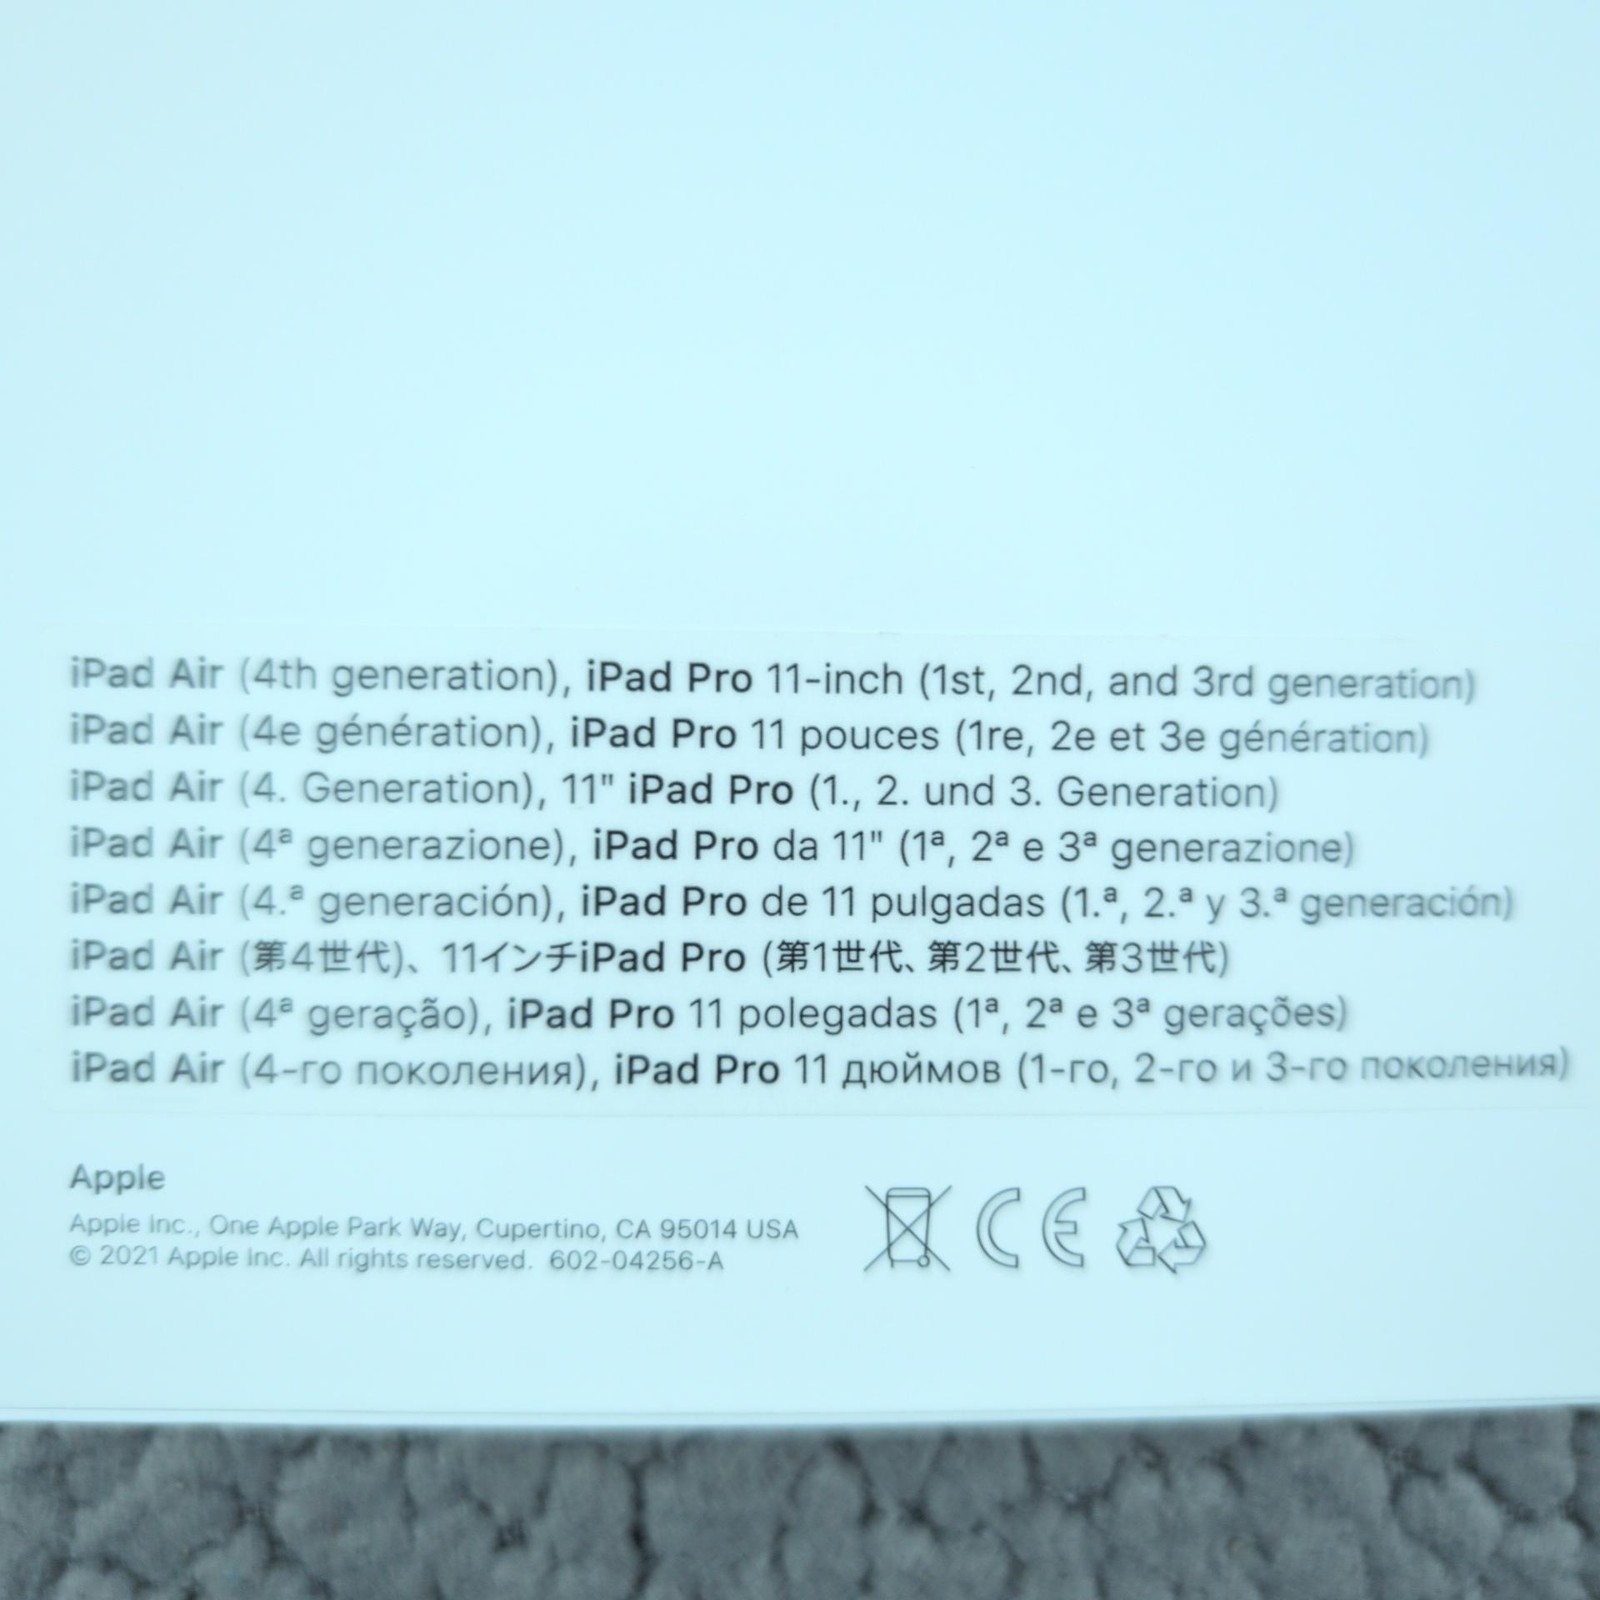 iPad Air (4th generation), iPad Pro 11-inch (1st, 2nd, and 3rd generation)
iPad Air (4e génération), iPad Pro 11 pouces (1re, 2e et 3e génération)
iPad Air (4. Generation), 11" iPad Pro (1., 2. und 3. Generation)
iPad Air (4ª generazione), iPad Pro da 11" (1ª, 2ª e 3ª generazione)
iPad Air (4.ª generación), iPad Pro de 11 pulgadas (1.ª, 2.ª y 3.ª generación)
iPad Air (第4世代)、11インチiPad Pro (第1世代、第2世代、第3世代)
iPad Air (4ª geração), iPad Pro 11 polegadas (1ª, 2ª e 3ª gerações)
iPad Air (4-го поколения), iPad Pro 11 дюймов (1-го, 2-го и 3-го поколения)
Apple
Apple Inc., One Apple Park Way, Cupertino, CA 95014 USA
© 2021 Apple Inc. All rights reserved. 602-04256-A
CE